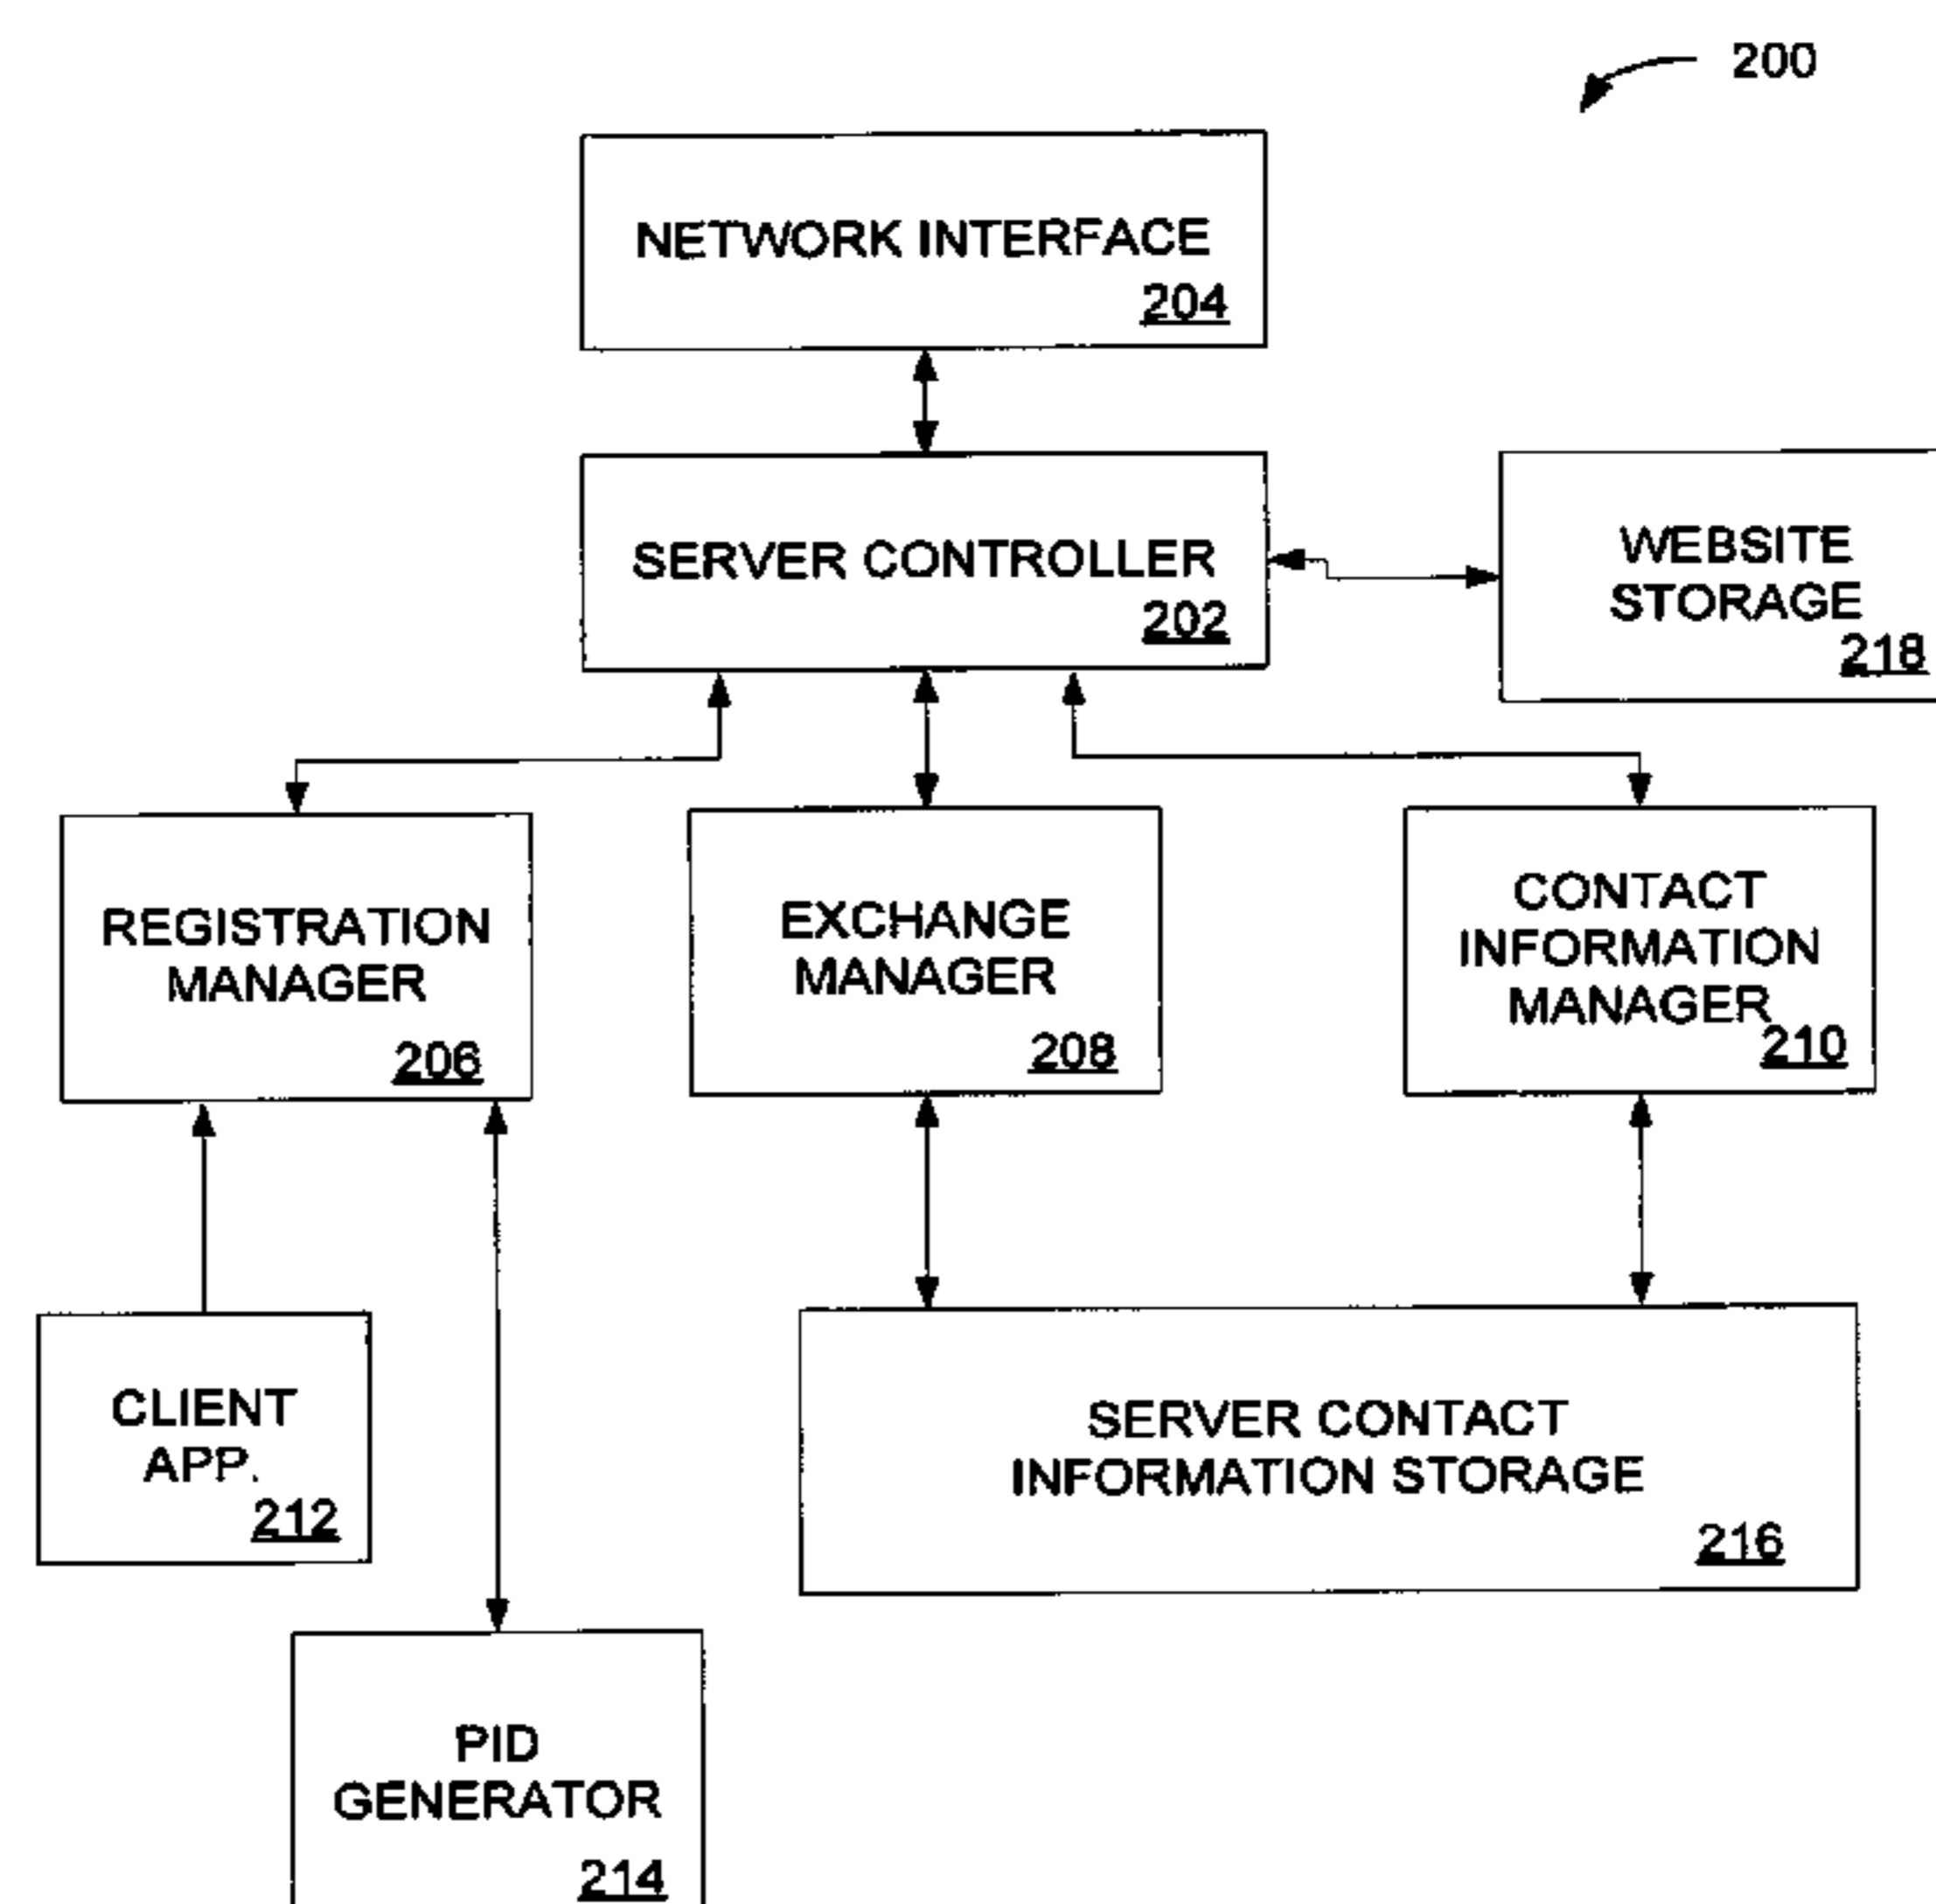 200
NETWORK INTERFACE
204
SERVER CONTROLLER
202
WEBSITE
STORAGE
218
REGISTRATION
MANAGER
206
EXCHANGE
MANAGER
208
CONTACT
INFORMATION
MANAGER
210
CLIENT
APP.
212
SERVER CONTACT
INFORMATION STORAGE
216
PID
GENERATOR
214